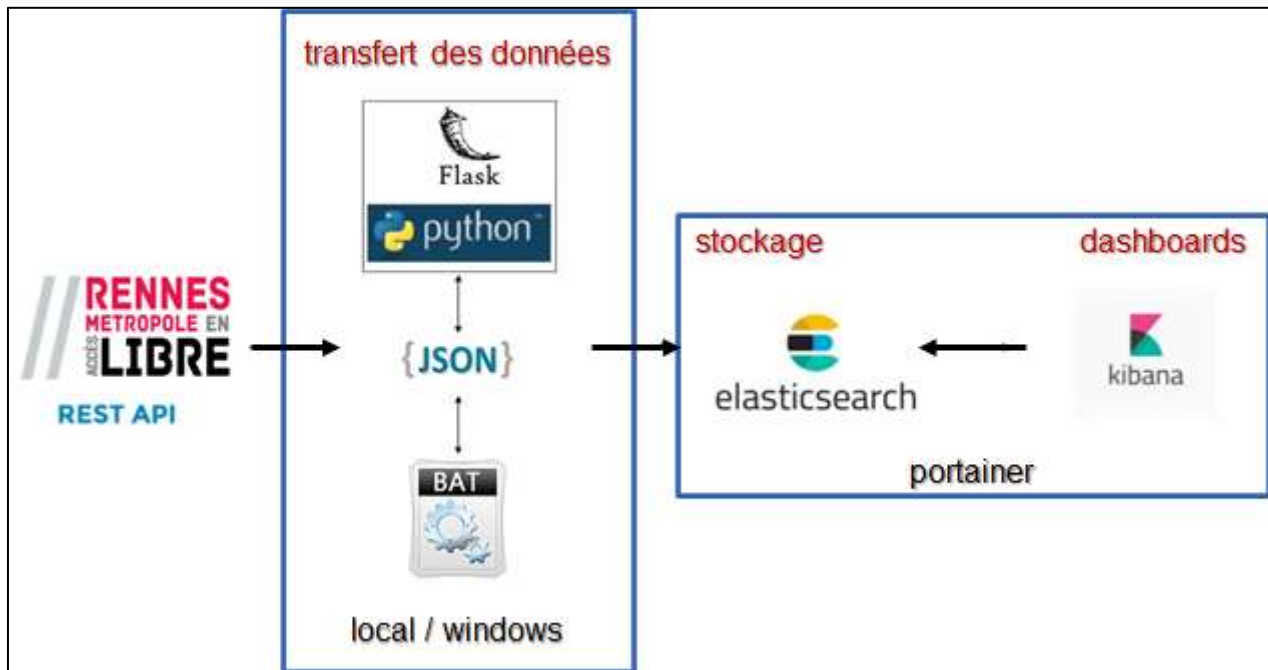 transfert des données
Flask
python™
RENNES
METROPOLE EN
ACCÈS
LIBRE
REST API
{JSON}
BAT
local / windows
stockage
dashboards
elasticsearch
kibana
portainer